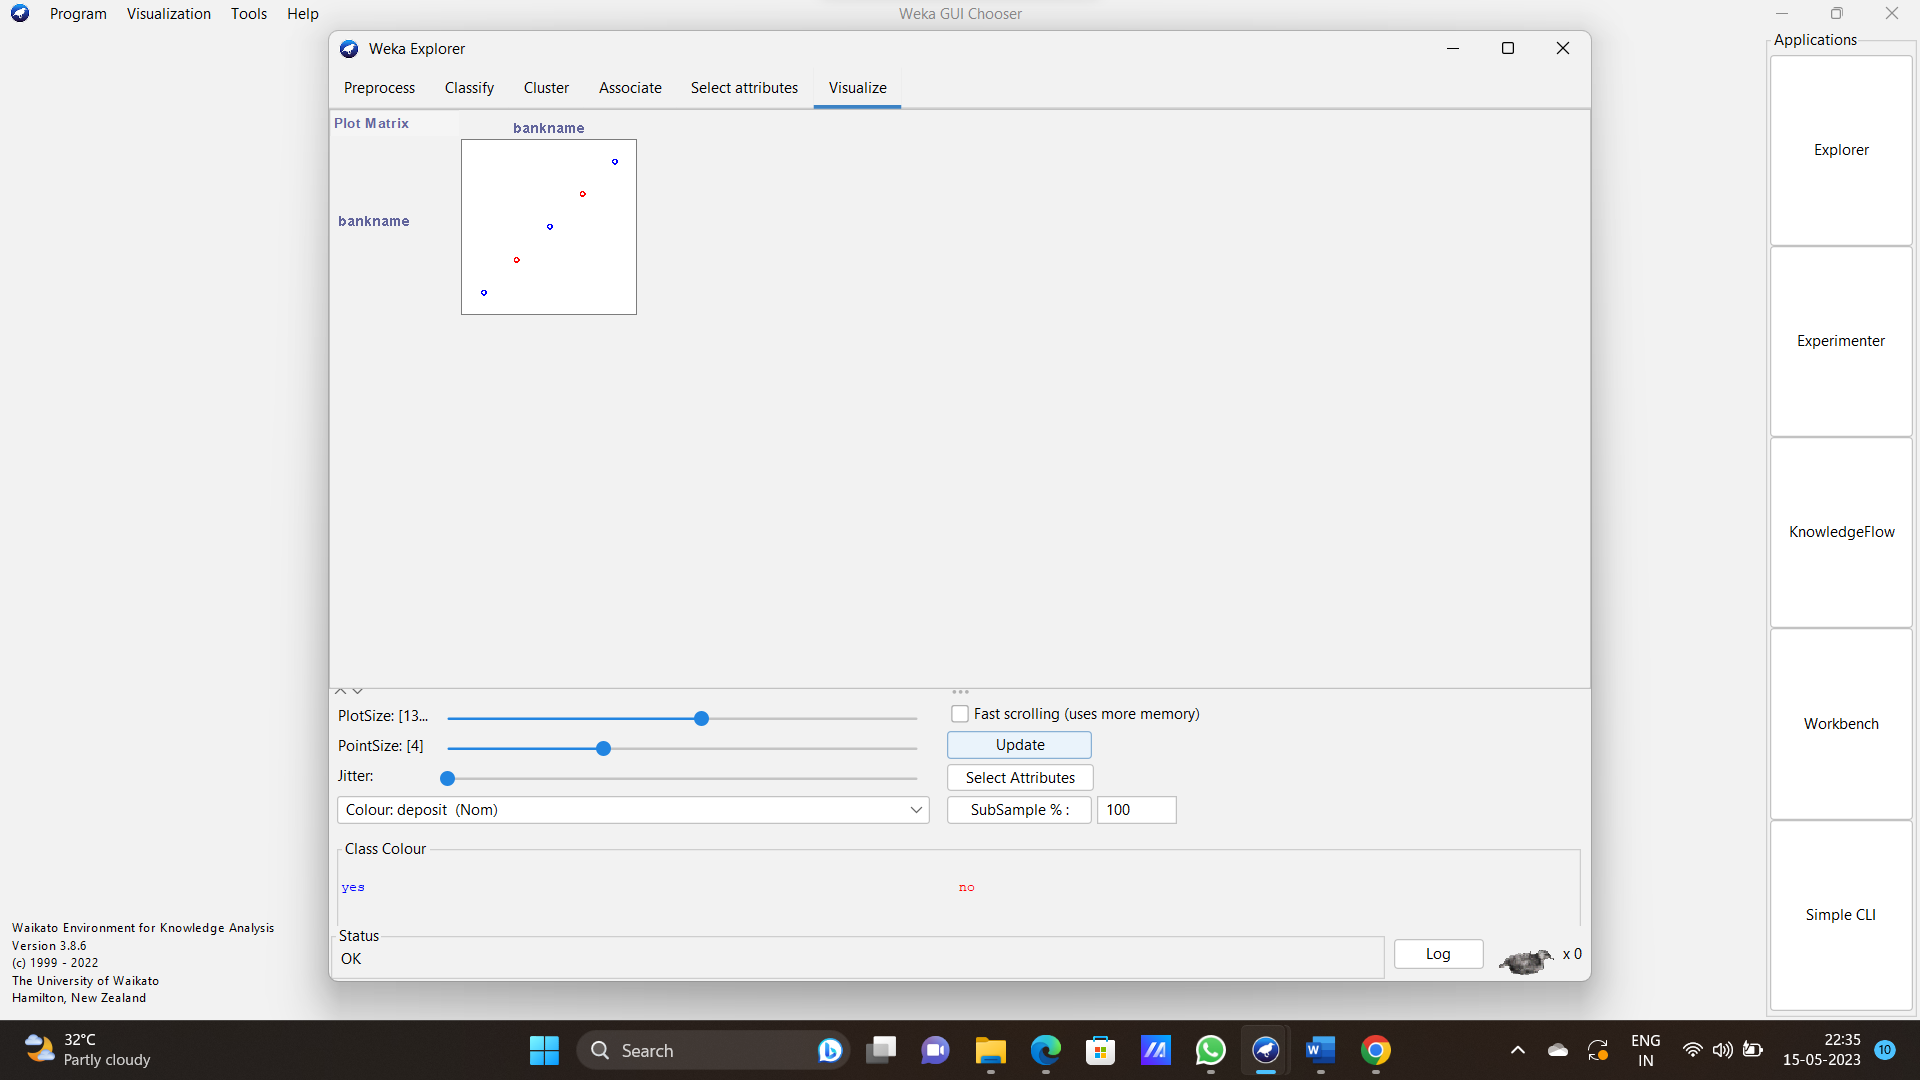 Program Visualization Tools Help
Weka GUI Chooser
Applications
Weka Explorer
Preprocess Classify Cluster Associate Select attributes Visualize
Plot Matrix
bankname
bankname
Explorer
Experimenter
KnowledgeFlow
Workbench
Simple CLI
PlotSize: [13...
Fast scrolling (uses more memory)
PointSize: [4]
Update
Jitter:
Select Attributes
Colour: deposit (Nom)
SubSample % :
100
Class Colour
yes
no
Status
OK
Log
x 0
Waikato Environment for Knowledge Analysis
Version 3.8.6
(c) 1999 - 2022
The University of Waikato
Hamilton, New Zealand
32°C
Partly cloudy
Search
ENG
IN
22:35
15-05-2023
10